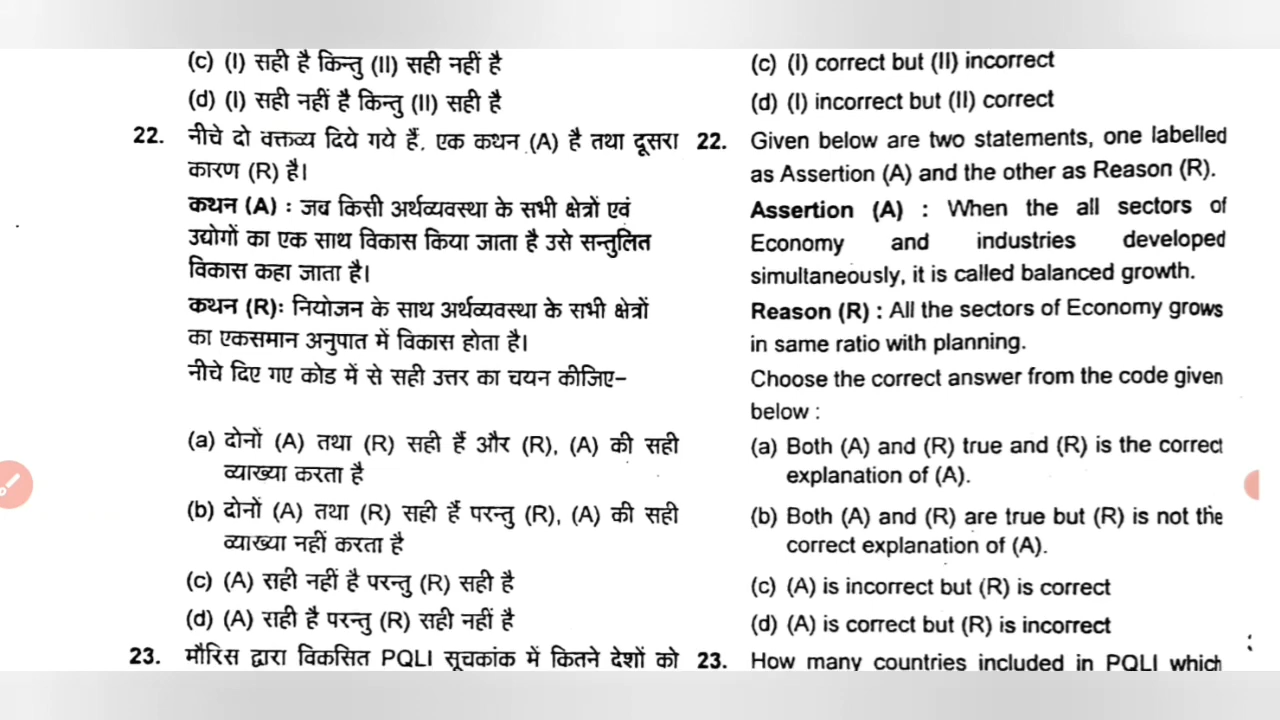 (c) (I) सही है किन्तु (II) सही नहीं है
(d) (I) सही नहीं है किन्तु (II) सही है
22. नीचे दो वक्तव्य दिये गये हैं, एक कथन (A) है तथा दूसरा
कारण (R) है।
कथन (A) : जब किसी अर्थव्यवस्था के सभी क्षेत्रों एवं
उद्योगों का एक साथ विकास किया जाता है उसे सन्तुलित
विकास कहा जाता है।
कथन (R): नियोजन के साथ अर्थव्यवस्था के सभी क्षेत्रों
का एकसमान अनुपात में विकास होता है।
नीचे दिए गए कोड में से सही उत्तर का चयन कीजिए–
(a) दोनों (A) तथा (R) सही हैं और (R), (A) की सही
व्याख्या करता है
(b) दोनों (A) तथा (R) सही हैं परन्तु (R), (A) की सही
व्याख्या नहीं करता है
(c) (A) सही नहीं है परन्तु (R) सही है
(d) (A) राही है परन्तु (R) सही नहीं है
23. मौरिस द्वारा विकसित PQLI सूचकांक में कितने देशों को
(c) (I) correct but (II) incorrect
(d) (I) incorrect but (II) correct
22. Given below are two statements, one labelled
as Assertion (A) and the other as Reason (R).
Assertion (A) : When the all sectors of
Economy and industries developed
simultaneously, it is called balanced growth.
Reason (R) : All the sectors of Economy grows
in same ratio with planning.
Choose the correct answer from the code given
below :
(a) Both (A) and (R) true and (R) is the correct
explanation of (A).
(b) Both (A) and (R) are true but (R) is not the
correct explanation of (A).
(c) (A) is incorrect but (R) is correct
(d) (A) is correct but (R) is incorrect
23. How many countries included in PQLI which